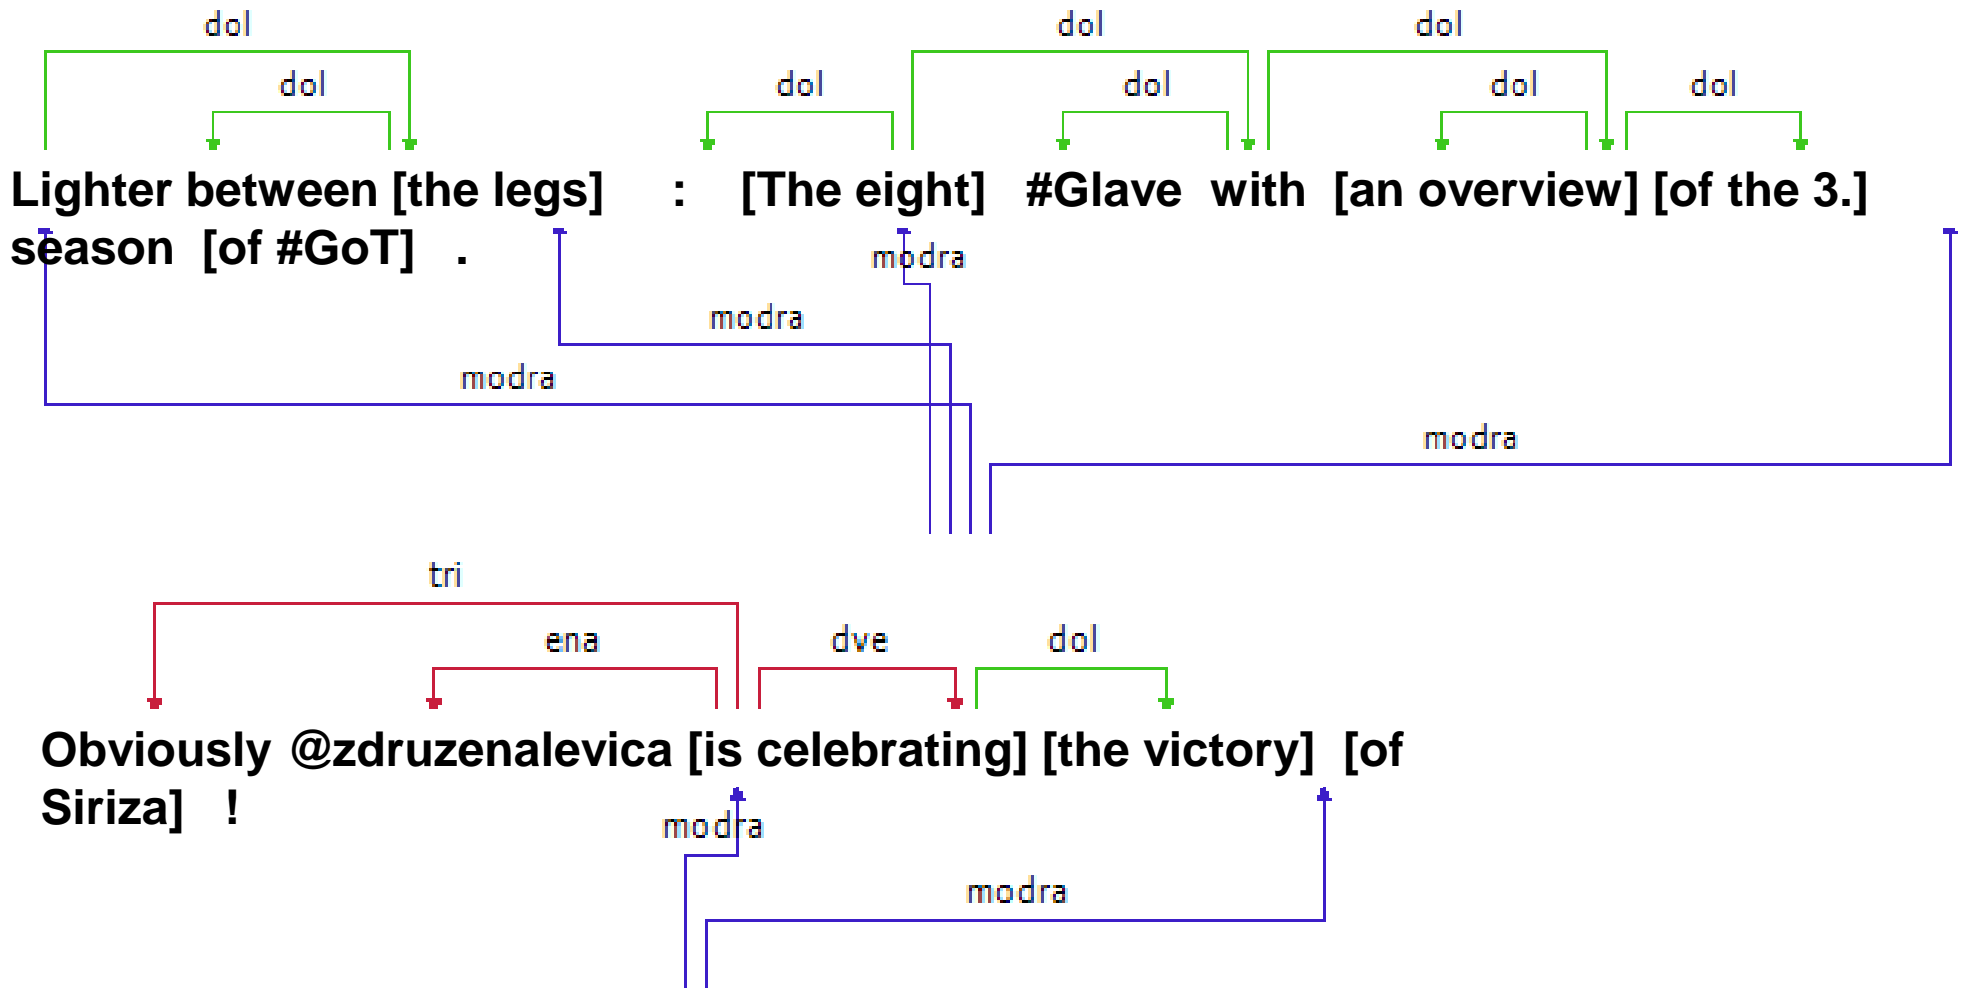 dol dol dol
dol dol dol dol dol
Lighter between [the legs] : [The eight] #Glave with [an overview] [of the 3.]
season [of #GoT] .
modra
modra
modra
modra
tri
ena dve dol
Obviously @zdruzenalevica [is celebrating] [the victory] [of
Siriza] !
modra
modra